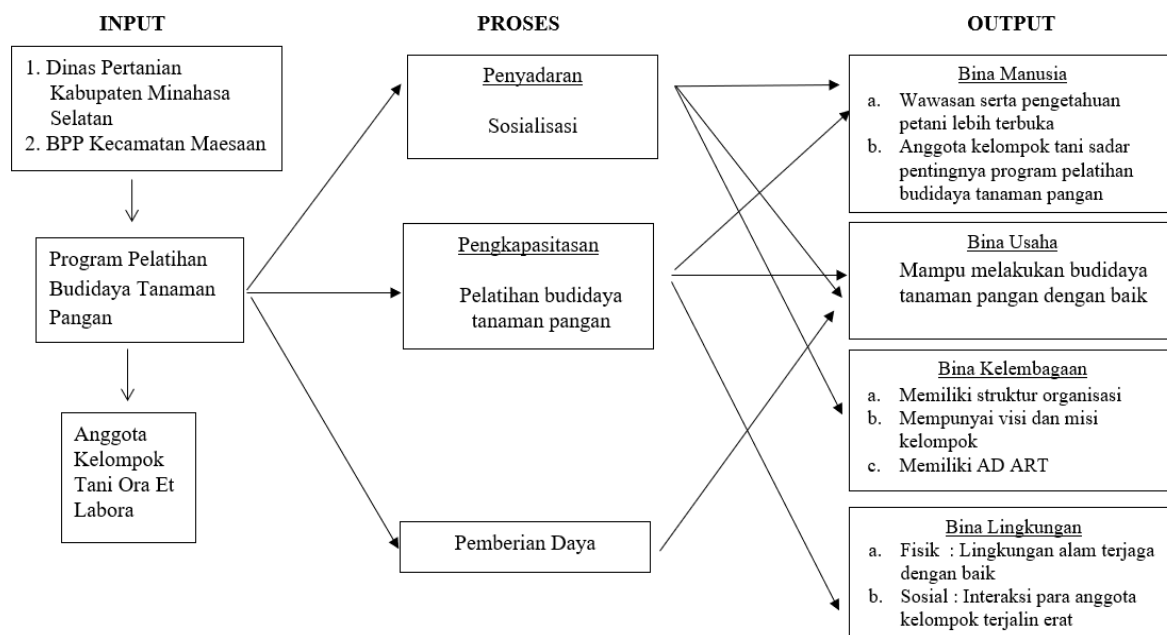 INPUT
1. Dinas Pertanian
Kabupaten Minahasa
Selatan
2. BPP Kecamatan Maesaan
Program Pelatihan
Budidaya Tanaman
Pangan
Anggota
Kelompok
Tani Ora Et
Labora
PROSES
Penyadaran
Sosialisasi
Pengkapasitasan
Pelatihan budidaya
tanaman pangan
Pemberian Daya
OUTPUT
Bina Manusia
a. Wawasan serta pengetahuan
petani lebih terbuka
b. Anggota kelompok tani sadar
pentingnya program pelatihan
budidaya tanaman pangan
Bina Usaha
Mampu melakukan budidaya
tanaman pangan dengan baik
Bina Kelembagaan
a. Memiliki struktur organisasi
b. Mempunyai visi dan misi
kelompok
c. Memiliki AD ART
Bina Lingkungan
a. Fisik : Lingkungan alam terjaga
dengan baik
b. Sosial : Interaksi para anggota
kelompok terjalin erat